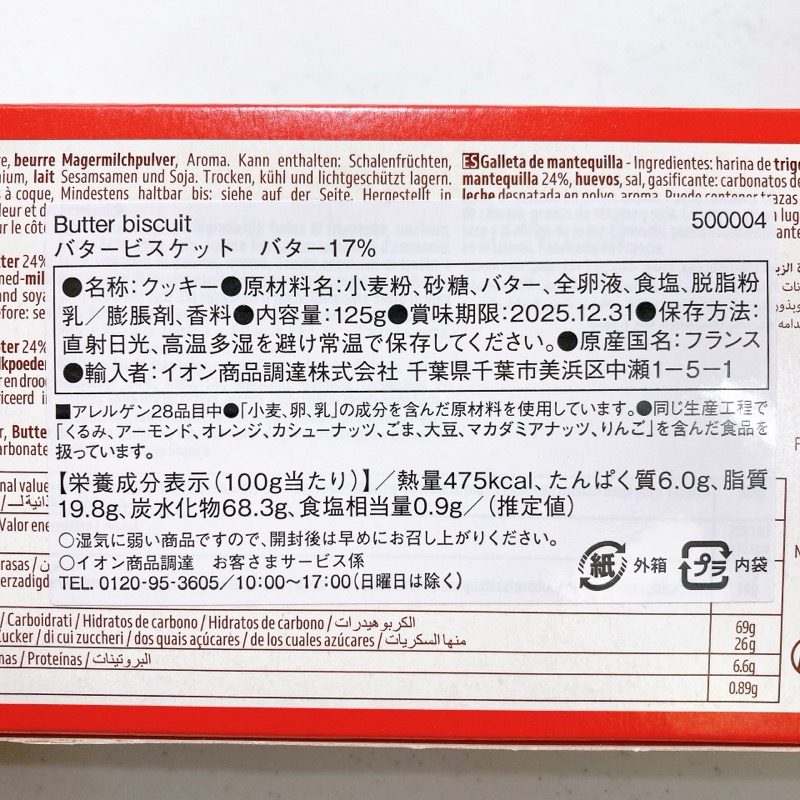 re, beurre Magermilchpulver, Aroma. Kann enthalten: Schalenfrüchten,
nium, lait Sesamsamen und Soja. Trocken, kühl und lichtgeschützt lagern.
s à coque, Mindestens haltbar bis: siehe auf der Seite. Hergestellt in
ES Galleta de mantequilla - Ingredientes: harina de trigo
mantequilla 24%, huevos, sal, gasificante: carbonatos de
leche desnatada en polvo, aroma. Puede contener trazas
Butter biscuit
500004
バタービスケット バター17%
●名称:クッキー●原材料名:小麦粉、砂糖、バター、全卵液、食塩、脱脂粉
乳/膨脹剤、香料●内容量:125g●賞味期限:2025.12.31●保存方法:
直射日光、高温多湿を避け常温で保存してください。●原産国名:フランス
●輸入者:イオン商品調達株式会社 千葉県千葉市美浜区中瀬1-5-1
■アレルゲン28品目中●「小麦、卵、乳」の成分を含んだ原材料を使用しています。●同じ生産工程で
「くるみ、アーモンド、オレンジ、カシューナッツ、ごま、大豆、マカダミアナッツ、りんご」を含んだ食品を
扱っています。
【栄養成分表示(100g当たり)】/熱量475kcal、たんぱく質6.0g、脂質
19.8g、炭水化物68.3g、食塩相当量0.9g/(推定値)
○湿気に弱い商品ですので、開封後は早めにお召し上がりください。
○イオン商品調達 お客さまサービス係
TEL. 0120-95-3605/10:00〜17:00(日曜日は除く)
紙 外箱 プラ 内袋
/ Carboidrati / Hidratos de carbono / Hidratos de carbono / الكربوهيدرات
69g
Zucker / di cui zuccheri / dos quais açúcares / de los cuales azúcares / منها السكريات
26g
nas / Proteínas / البروتينات
6.6g
0.89g